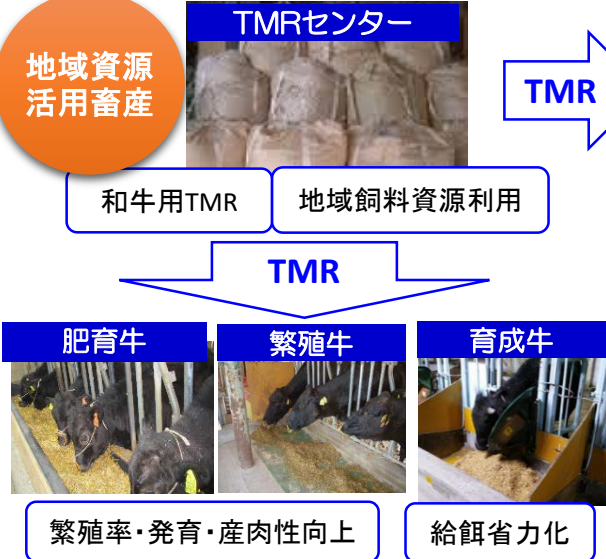 TMRセンター
地域資源
活用畜産
TMR
和牛用TMR
地域飼料資源利用
TMR
肥育牛
繁殖牛
育成牛
繁殖率・発育・産肉性向上
給餌省力化